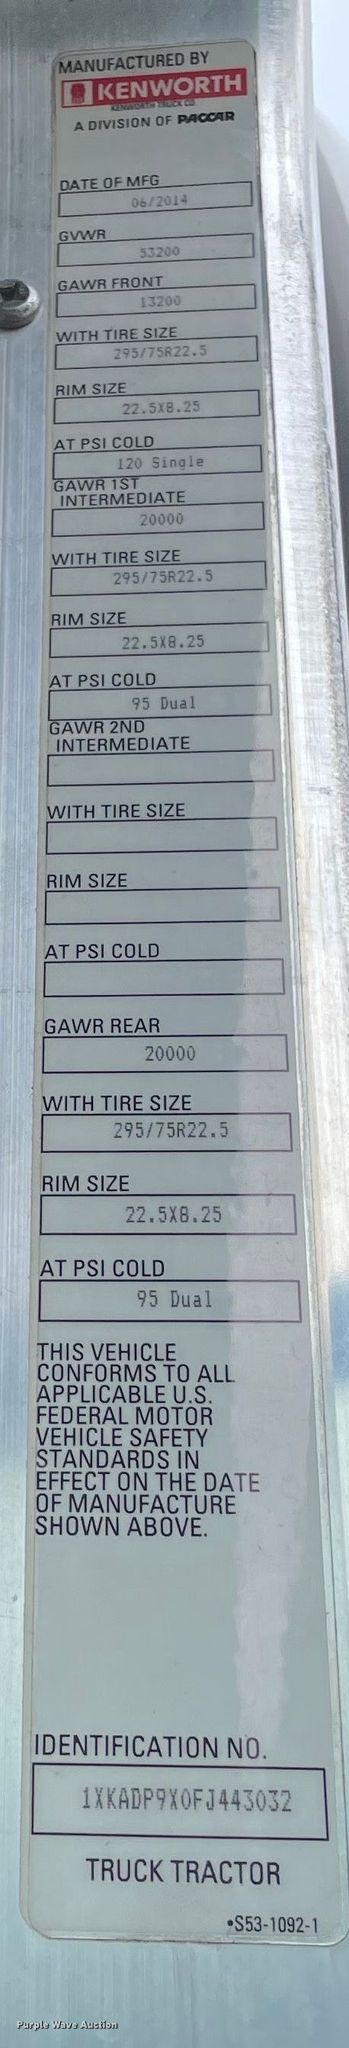 MANUFACTURED BY
KENWORTH
KENWORTH TRUCK CO.
A DIVISION OF PACCAR
DATE OF MFG
06/2014
GVWR
53200
GAWR FRONT
13200
WITH TIRE SIZE
295/75R22.5
RIM SIZE
22.5X8.25
AT PSI COLD
120 Single
GAWR 1ST
INTERMEDIATE
20000
WITH TIRE SIZE
295/75R22.5
RIM SIZE
22.5X8.25
AT PSI COLD
95 Dual
GAWR 2ND
INTERMEDIATE
WITH TIRE SIZE
RIM SIZE
AT PSI COLD
GAWR REAR
20000
WITH TIRE SIZE
295/75R22.5
RIM SIZE
22.5X8.25
AT PSI COLD
95 Dual
THIS VEHICLE
CONFORMS TO ALL
APPLICABLE U.S.
FEDERAL MOTOR
VEHICLE SAFETY
STANDARDS IN
EFFECT ON THE DATE
OF MANUFACTURE
SHOWN ABOVE.
IDENTIFICATION NO.
1XKADP9X0FJ443032
TRUCK TRACTOR
•S53-1092-1
Purple Wave Auction